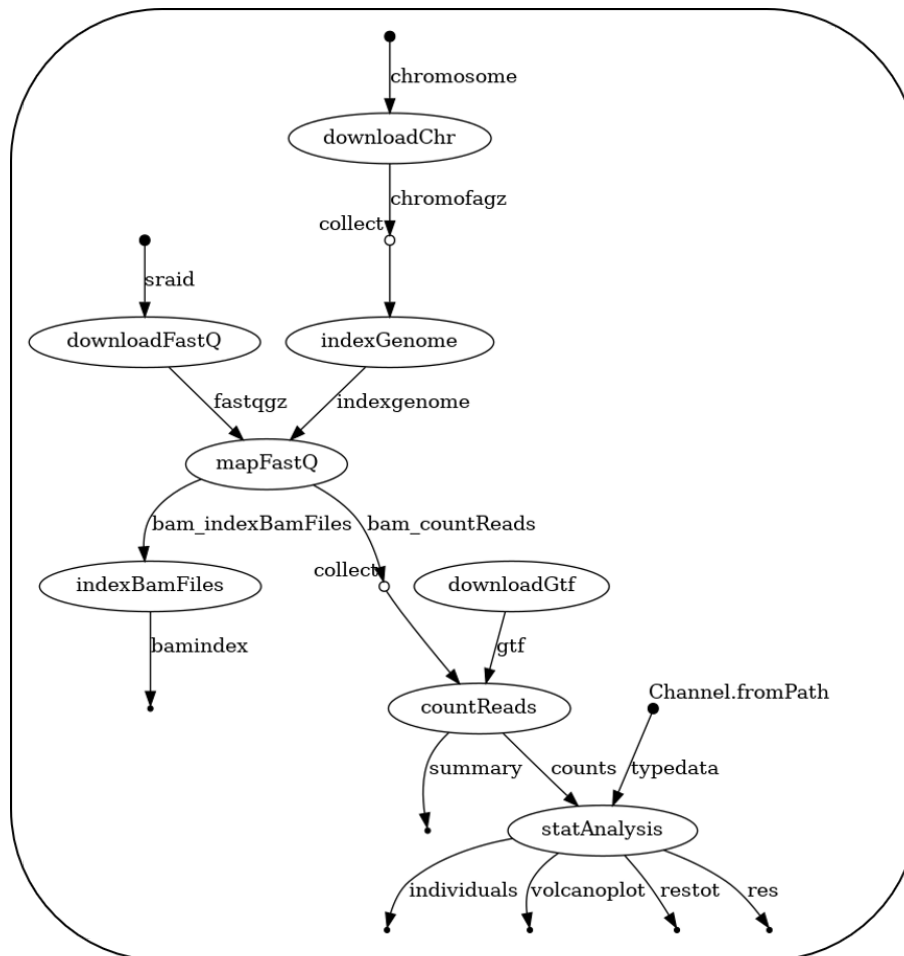 chromosome
downloadChr
chromofagz
collect
sraid
downloadFastQ
indexGenome
fastqgz
indexgenome
mapFastQ
bam_indexBamFiles
bam_countReads
collect
indexBamFiles
downloadGtf
bamindex
gtf
Channel.fromPath
countReads
summary
counts
typedata
statAnalysis
individuals
volcanoplot
restot
res